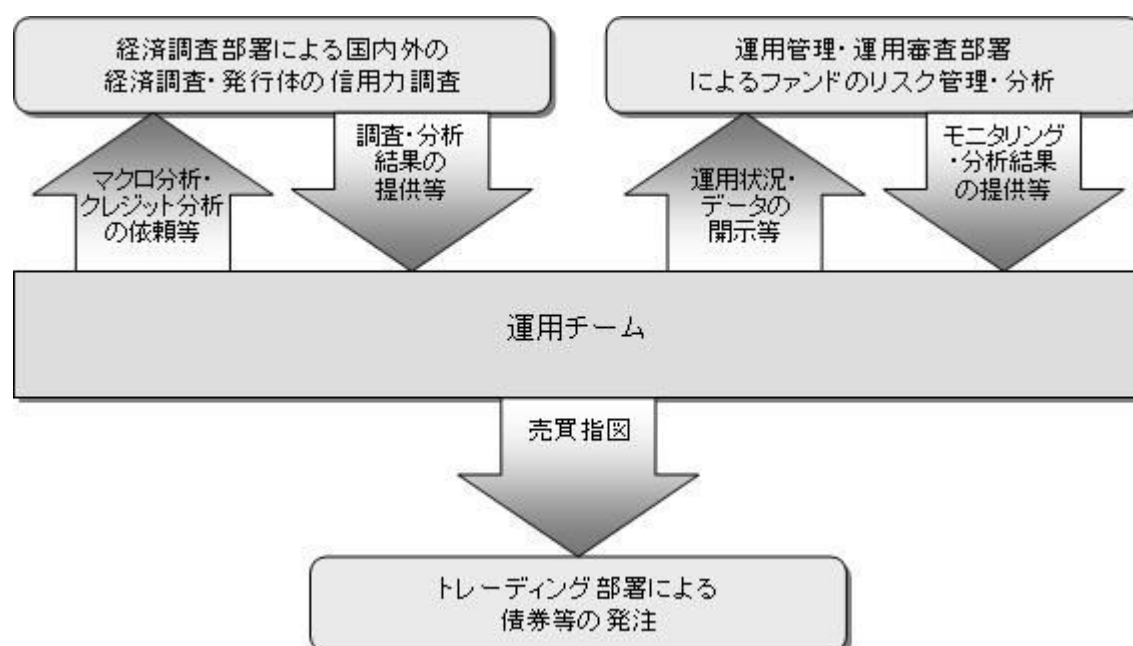 経済調査部署による国内外の
経済調査・発行体の信用力調査
運用管理・運用審査部署
によるファンドのリスク管理・分析
マクロ分析・
クレジット分析
の依頼等
調査・分析
結果の
提供等
運用状況・
データの
開示等
モニタリング
・分析結果
の提供等
運用チーム
売買指図
トレーディング部署による
債券等の発注